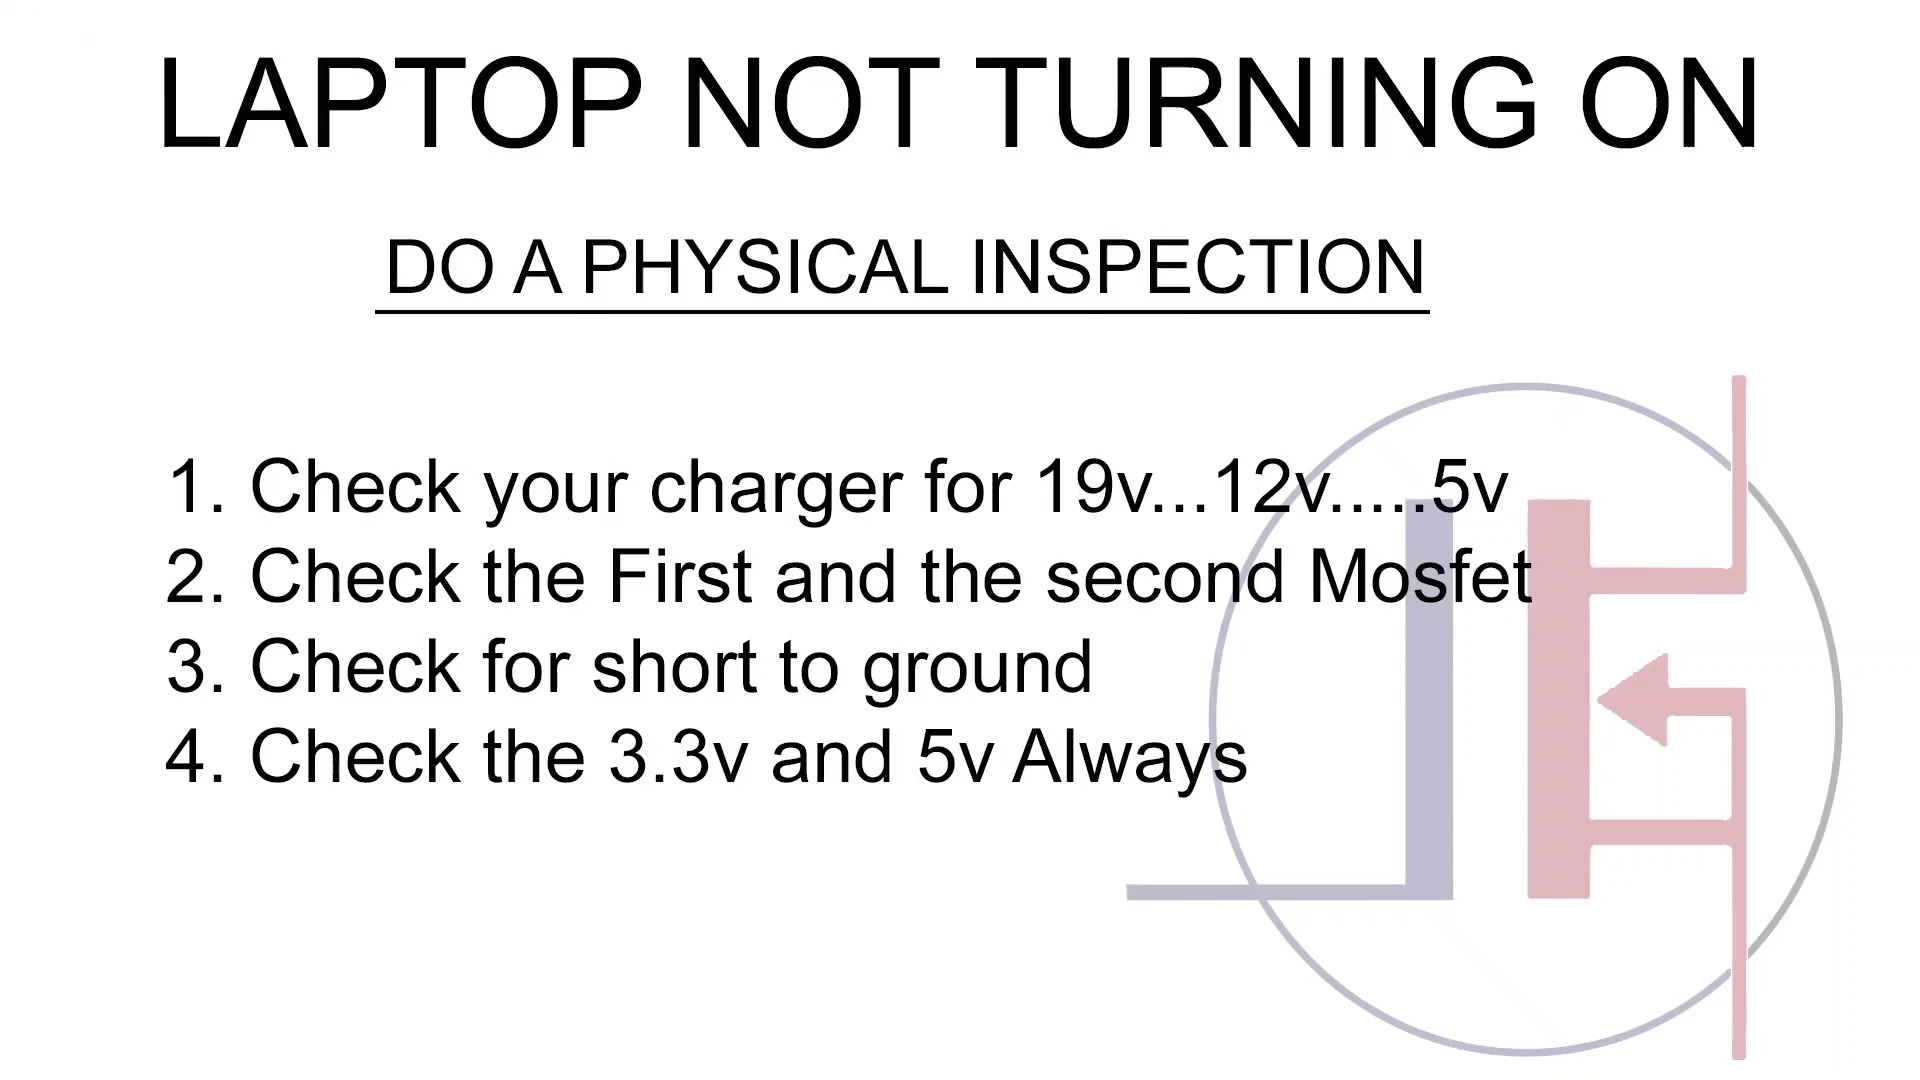 LAPTOP NOT TURNING ON
DO A PHYSICAL INSPECTION
1. Check your charger for 19v...12v.....5v
2. Check the First and the second Mosfet
3. Check for short to ground
4. Check the 3.3v and 5v Always